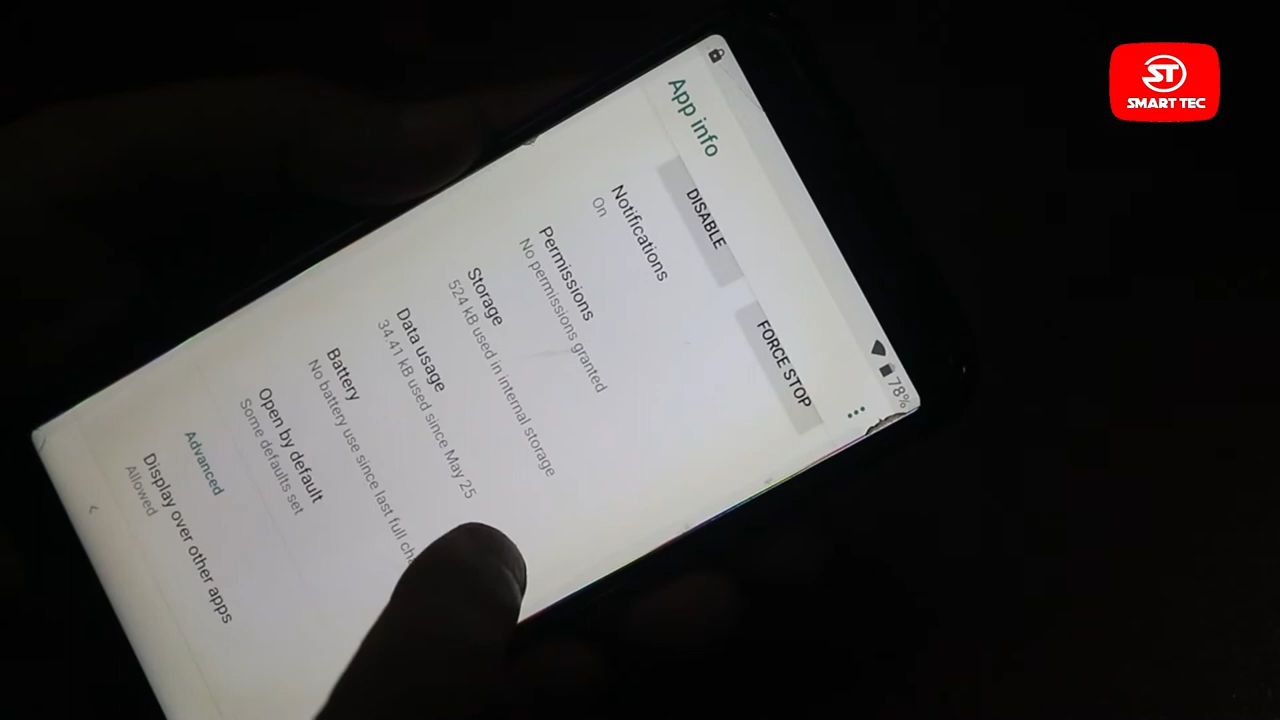 78%
App info
DISABLE
FORCE STOP
Notifications
On
Permissions
No permissions granted
Storage
524 kB used in internal storage
Data usage
34.41 kB used since May 25
Battery
No battery use since last full
Open by default
Some defaults set
Advanced
Display over other apps
Allowed
ST
SMART TEC